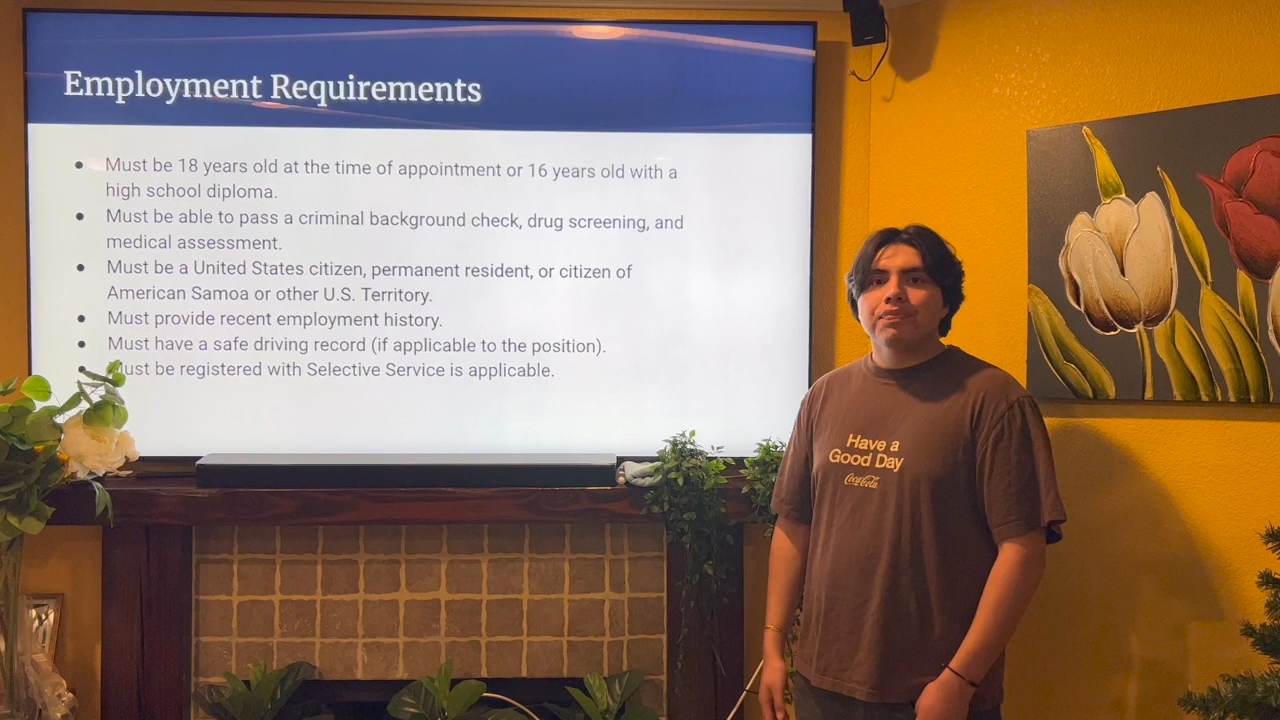 Employment Requirements
Must be 18 years old at the time of appointment or 16 years old with a
high school diploma.
Must be able to pass a criminal background check, drug screening, and
medical assessment.
Must be a United States citizen, permanent resident, or citizen of
American Samoa or other U.S. Territory.
Must provide recent employment history.
Must have a safe driving record (if applicable to the position).
Must be registered with Selective Service is applicable.
Have a
Good Day
Coca-Cola